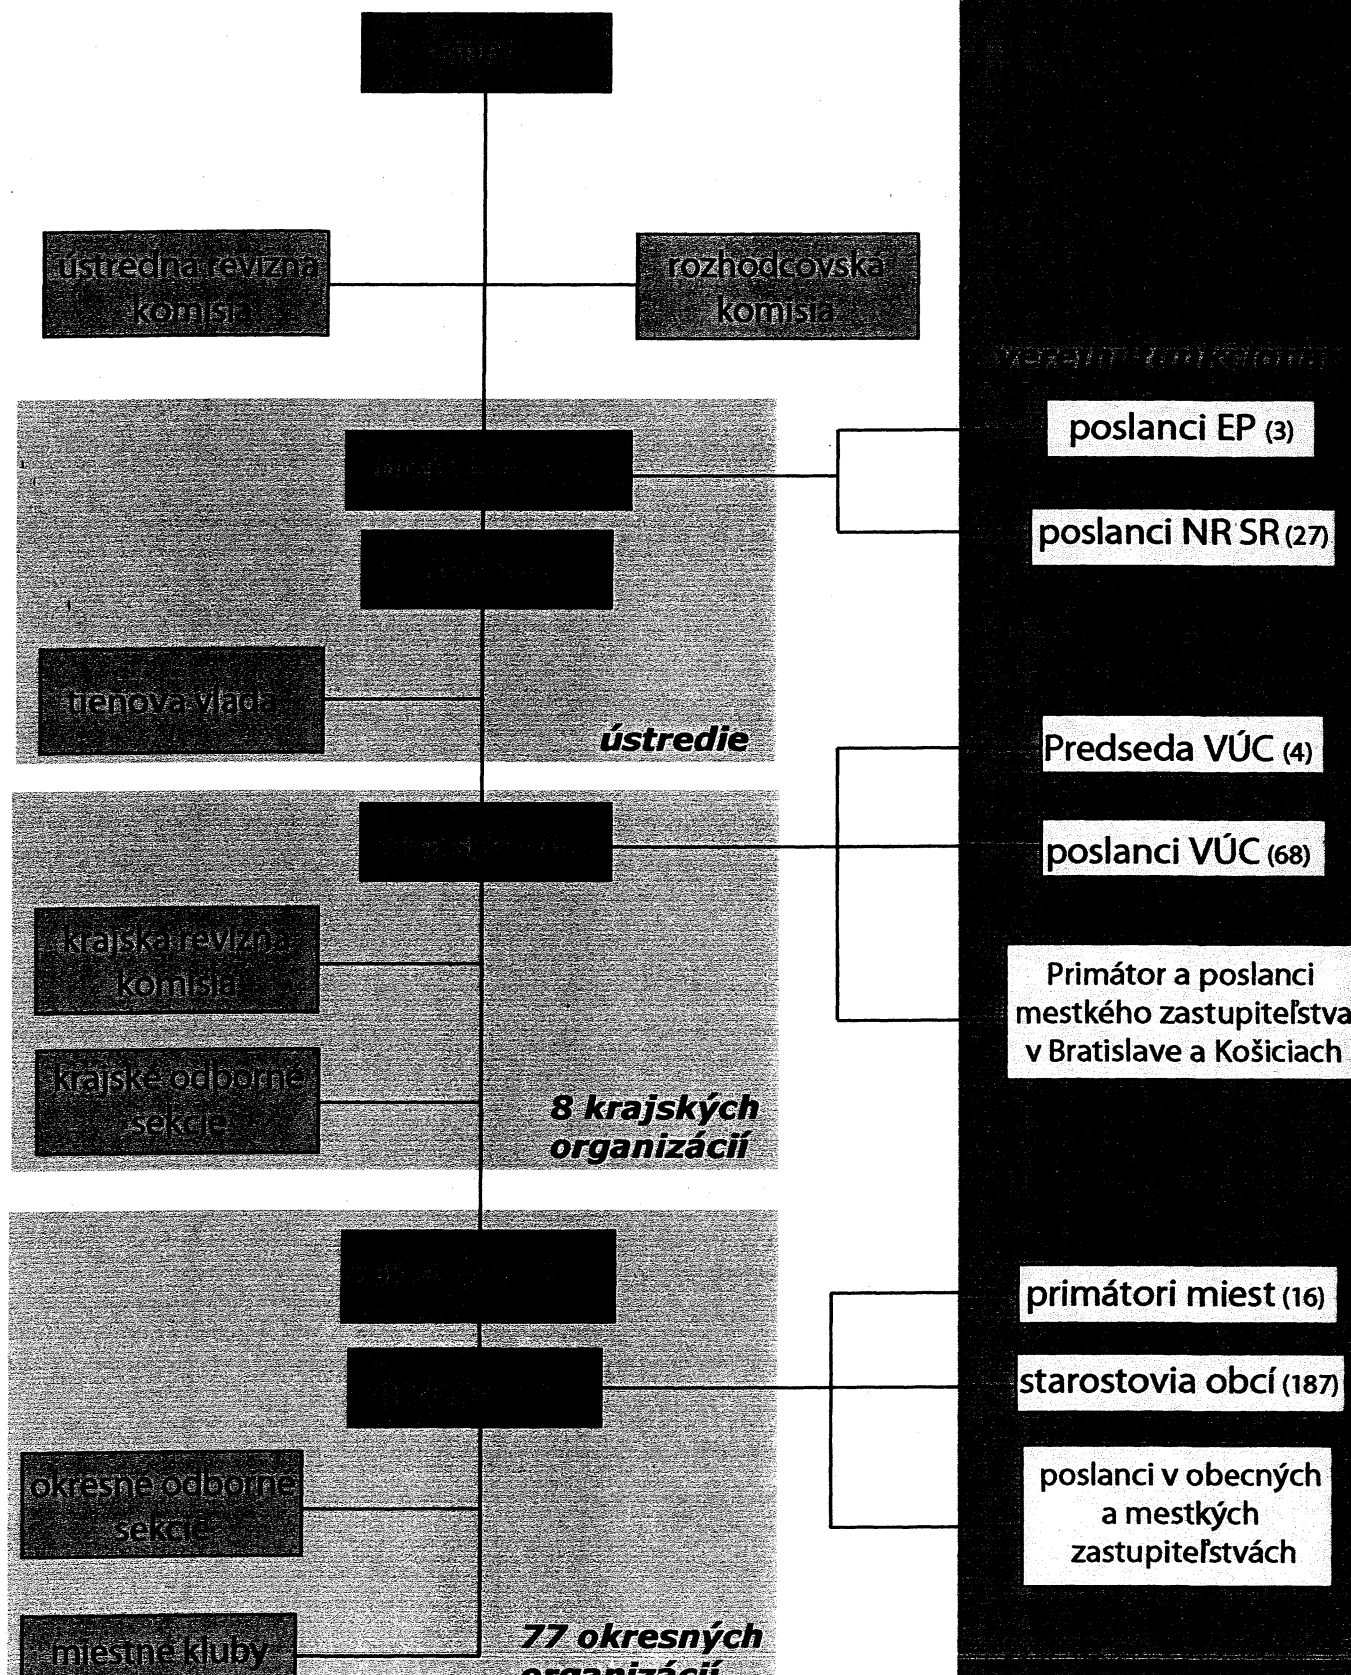 ústredná revízna
komisia
rozhodcovská
komisia
verejní
poslanci EP (3)
poslanci NR SR (27)
tieňová vláda
ústredie
Predseda VÚC (4)
poslanci VÚC (68)
krajská revízna
komisia
Primátor a poslanci
mestkého zastupiteľstva
v Bratislave a Košiciach
krajské odborné
sekcie
8 krajských
organizácií
primátori miest (16)
starostovia obcí (187)
okresné odborné
sekcie
poslanci v obecných
a mestkých
zastupiteľstvách
miestne kluby
77 okresných
organizácií